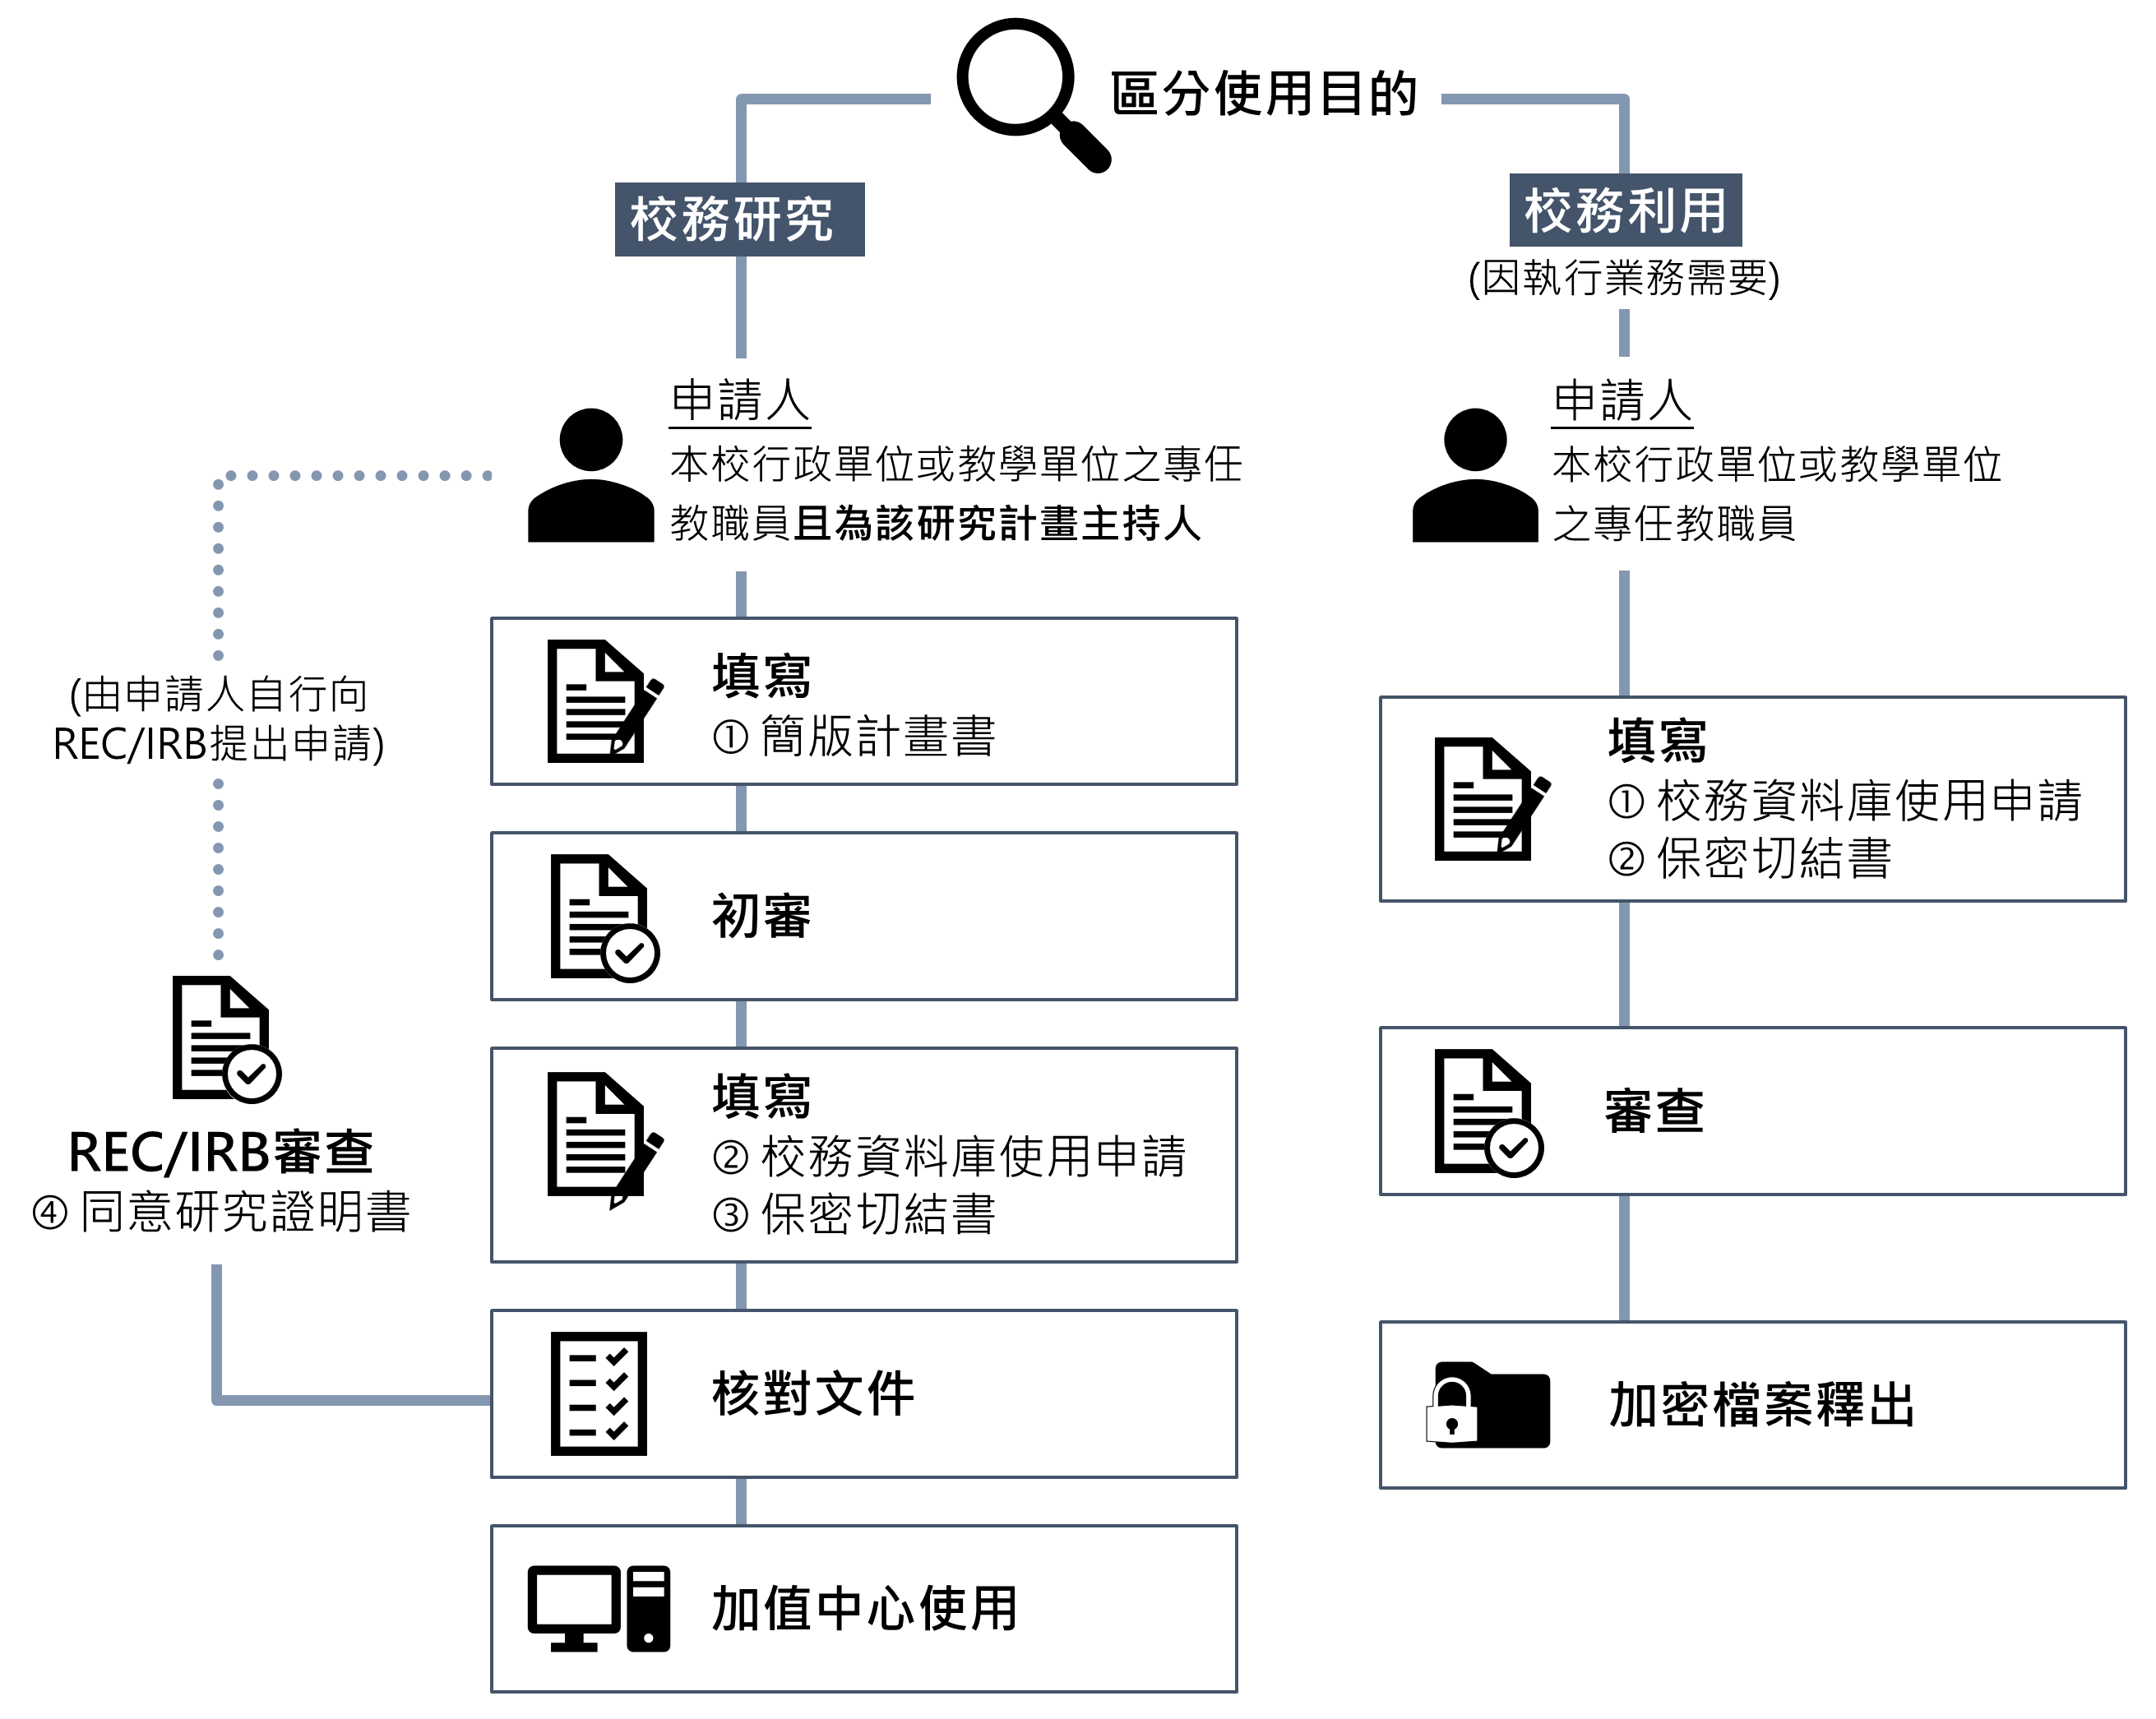 區分使用目的
校務研究
申請人
本校行政單位或教學單位之專任
教職員且為該研究計畫主持人
(由申請人自行向
REC/IRB提出申請)
REC/IRB審查
④ 同意研究證明書
填寫
① 簡版計畫書
初審
填寫
② 校務資料庫使用申請
③ 保密切結書
核對文件
加值中心使用
校務利用
(因執行業務需要)
申請人
本校行政單位或教學單位
之專任教職員
填寫
① 校務資料庫使用申請
② 保密切結書
審查
加密檔案釋出